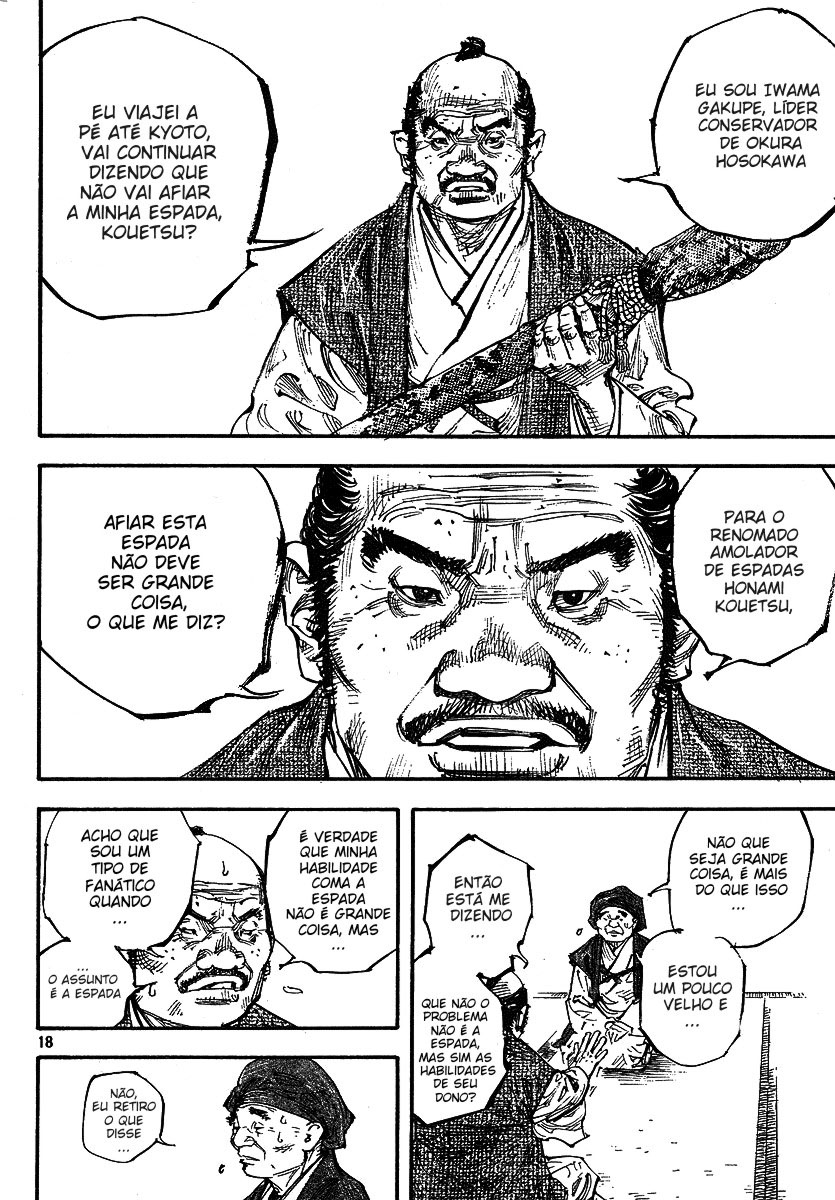 EU SOU IWAMA
GAKUPE, LÍDER
CONSERVADOR
DE OKURA
HOSOKAWA
EU VIAJEI A
PÉ ATÉ KYOTO,
VAI CONTINUAR
DIZENDO QUE
NÃO VAI AFIAR
A MINHA ESPADA,
KOUETSU?
PARA O
RENOMADO
AMOLADOR
DE ESPADAS
HONAMI
KOUETSU,
AFIAR ESTA
ESPADA
NÃO DEVE
SER GRANDE
COISA,
O QUE ME DIZ?
NÃO QUE
SEJA GRANDE
COISA, É MAIS
DO QUE ISSO
...
ESTOU
UM POUCO
VELHO E
...
ENTÃO
ESTÁ ME
DIZENDO
...
QUE NÃO O
PROBLEMA
NÃO É A
ESPADA,
MAS SIM AS
HABILIDADES
DE SEU
DONO?
É VERDADE
QUE MINHA
HABILIDADE
COMA A
ESPADA
NÃO É GRANDE
COISA, MAS
...
ACHO QUE
SOU UM
TIPO DE
FANÁTICO
QUANDO
...
...
O ASSUNTO
É A ESPADA
18
NÃO,
EU RETIRO
O QUE
DISSE
...